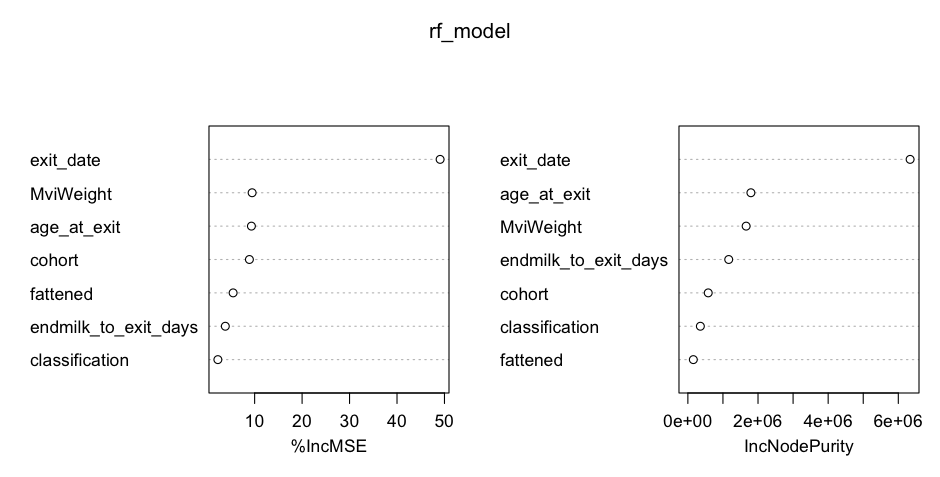 rf_model
exit_date
MviWeight
age_at_exit
cohort
fattened
endmilk_to_exit_days
classification
10 20 30 40 50
%IncMSE
exit_date
age_at_exit
MviWeight
endmilk_to_exit_days
cohort
classification
fattened
0e+00 2e+06 4e+06 6e+06
IncNodePurity